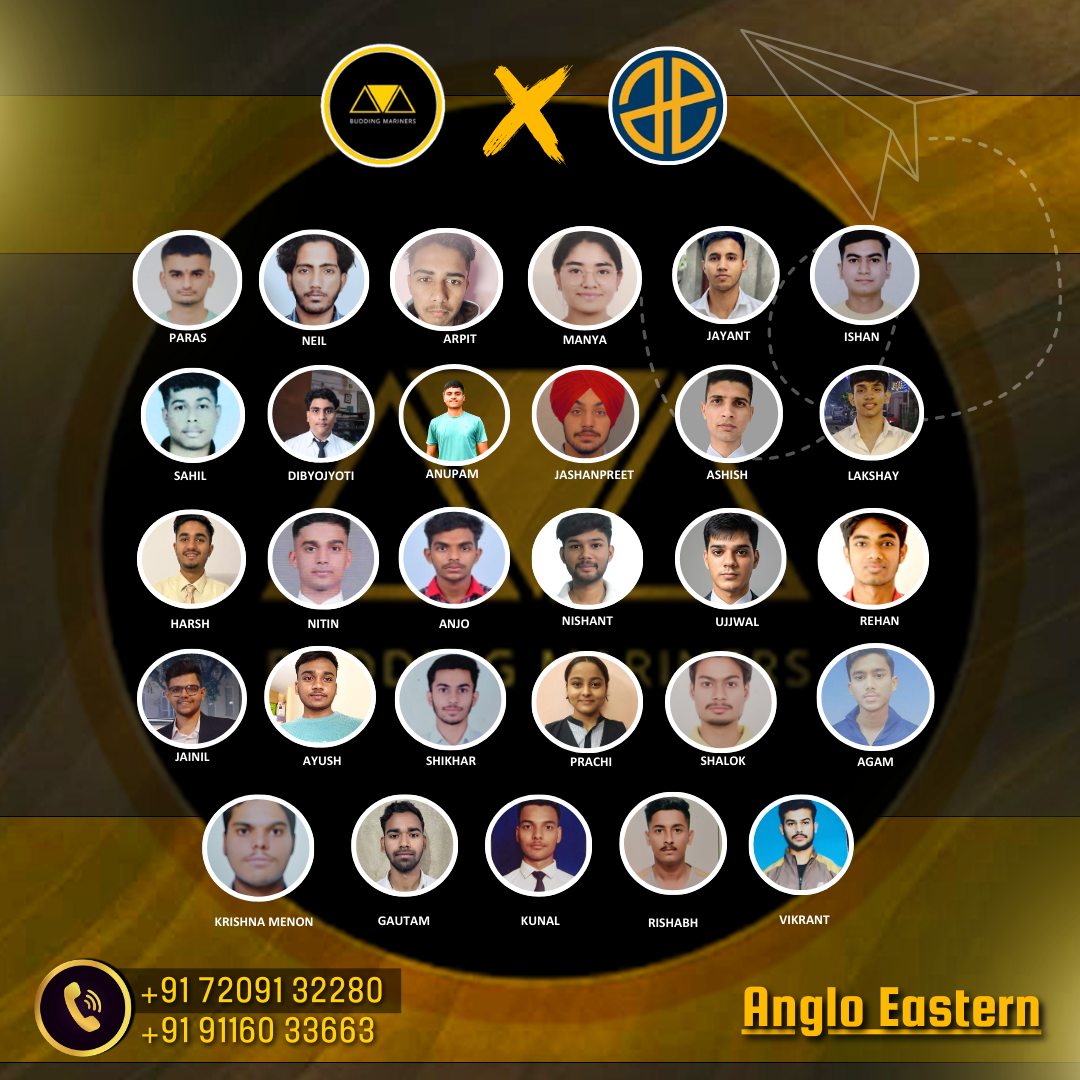 BUDDING MARINERS
PARAS
NEIL
ARPIT
MANYA
JAYANT
ISHAN
SAHIL
DIBYOJYOTI
ANUPAM
JASHANPREET
ASHISH
LAKSHAY
HARSH
NITIN
ANJO
NISHANT
UJJWAL
REHAN
BUDDING MARINERS
JAINIL
AYUSH
SHIKHAR
PRACHI
SHALOK
AGAM
KRISHNA MENON
GAUTAM
KUNAL
RISHABH
VIKRANT
+91 72091 32280
+91 91160 33663
Anglo Eastern